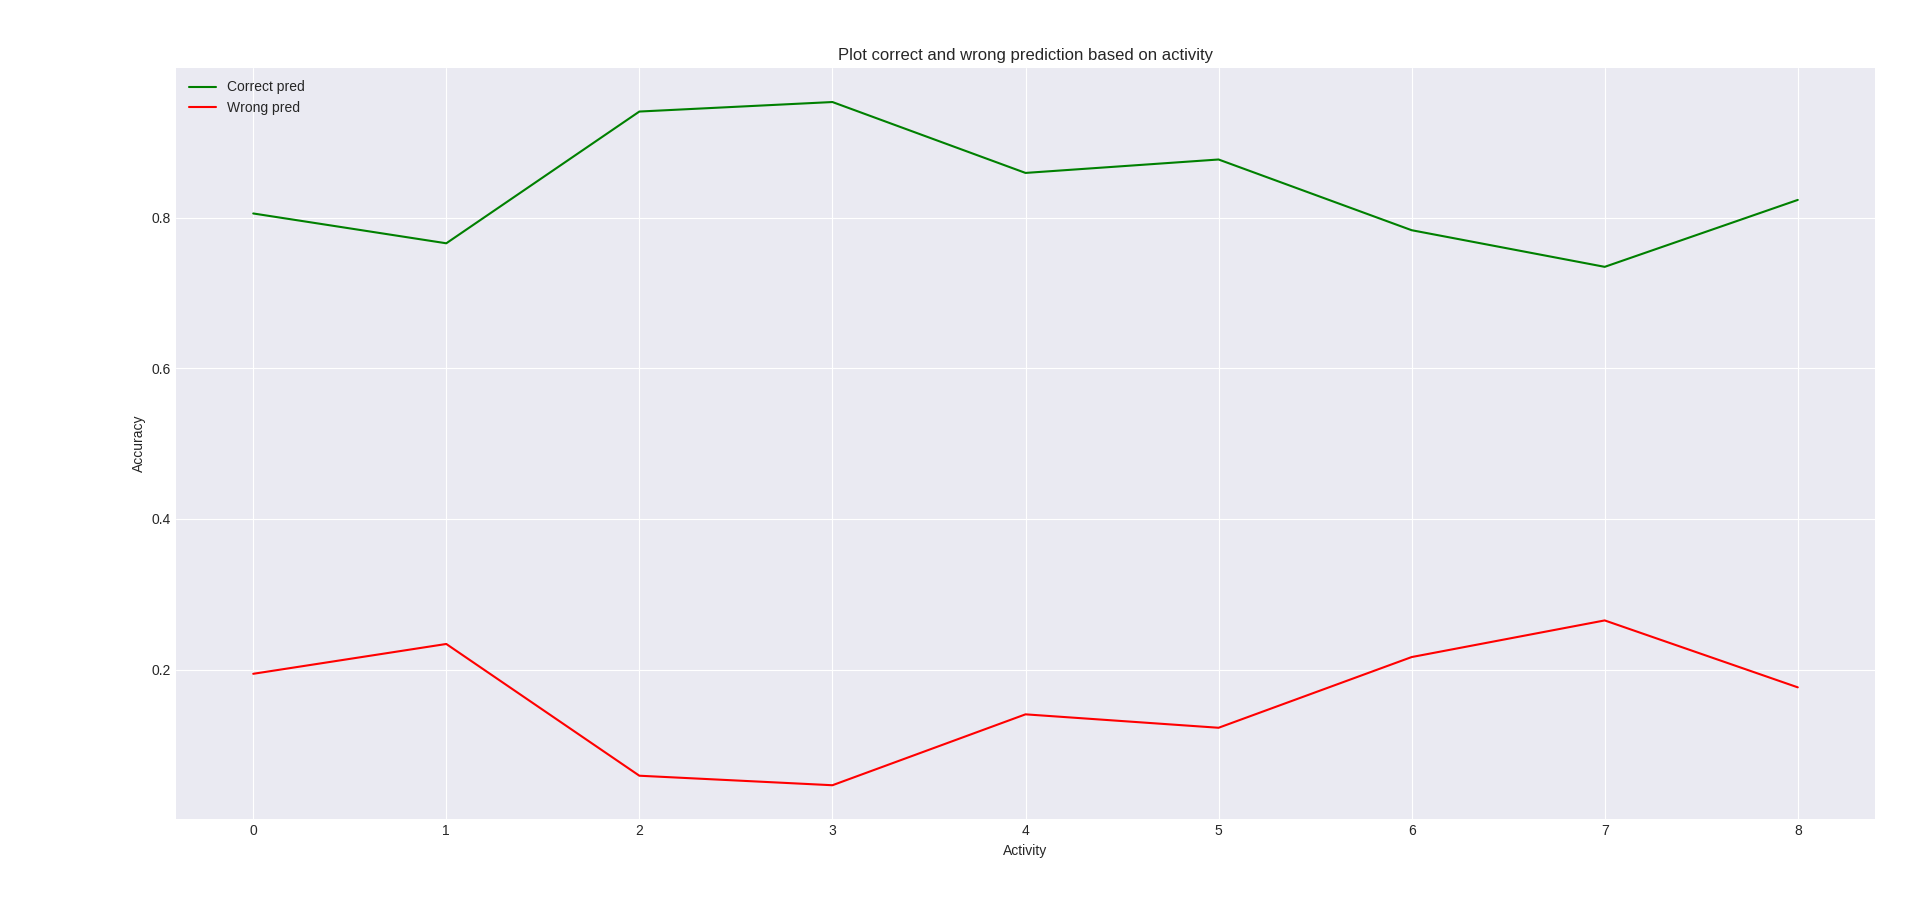 Plot correct and wrong prediction based on activity
Correct pred
Wrong pred
0.8
0.6
0.4
0.2
Accuracy
0 1 2 3 4 5 6 7 8
Activity